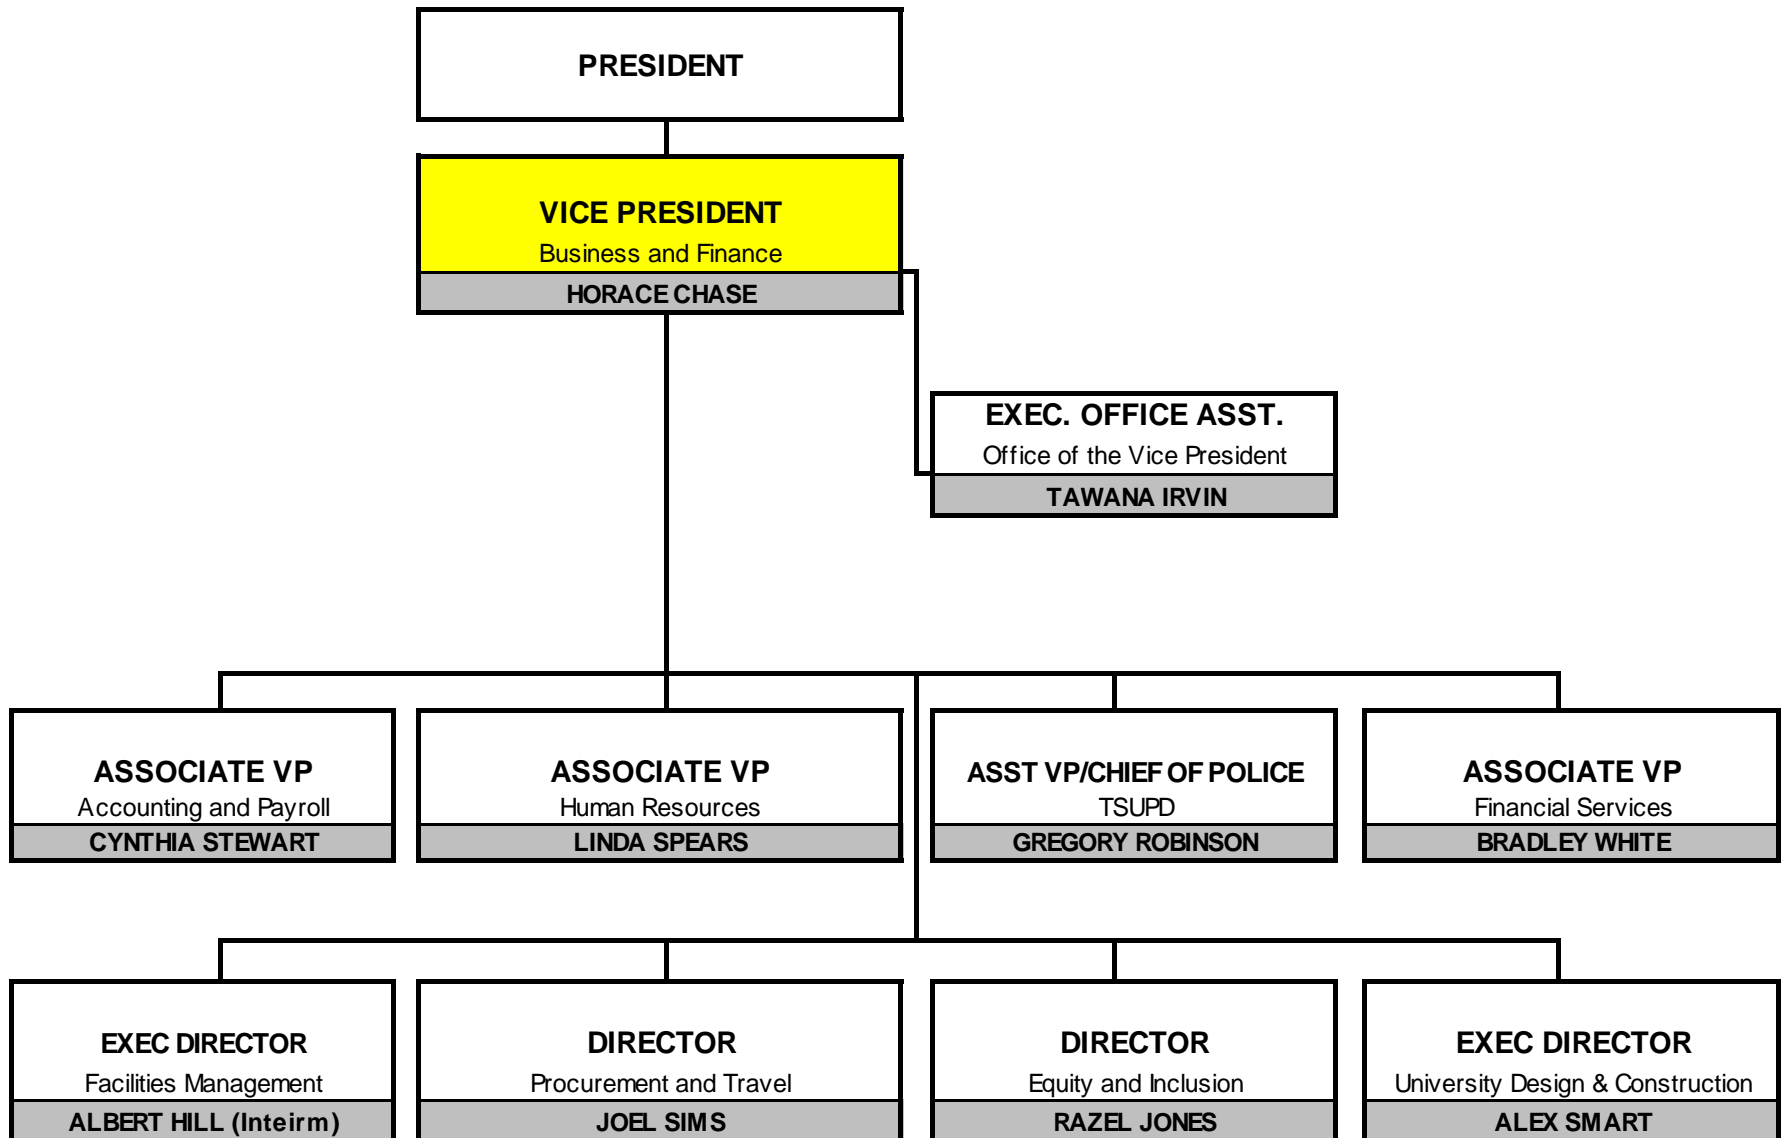 PRESIDENT
VICE PRESIDENT
Business and Finance
HORACE CHASE
EXEC. OFFICE ASST.
Office of the Vice President
TAWANA IRVIN
ASSOCIATE VP
Accounting and Payroll
CYNTHIA STEWART
ASSOCIATE VP
Human Resources
LINDA SPEARS
ASST VP/CHIEF OF POLICE
TSUPD
GREGORY ROBINSON
ASSOCIATE VP
Financial Services
BRADLEY WHITE
EXEC DIRECTOR
Facilities Management
ALBERT HILL (Inteirm)
DIRECTOR
Procurement and Travel
JOEL SIMS
DIRECTOR
Equity and Inclusion
RAZEL JONES
EXEC DIRECTOR
University Design & Construction
ALEX SMART